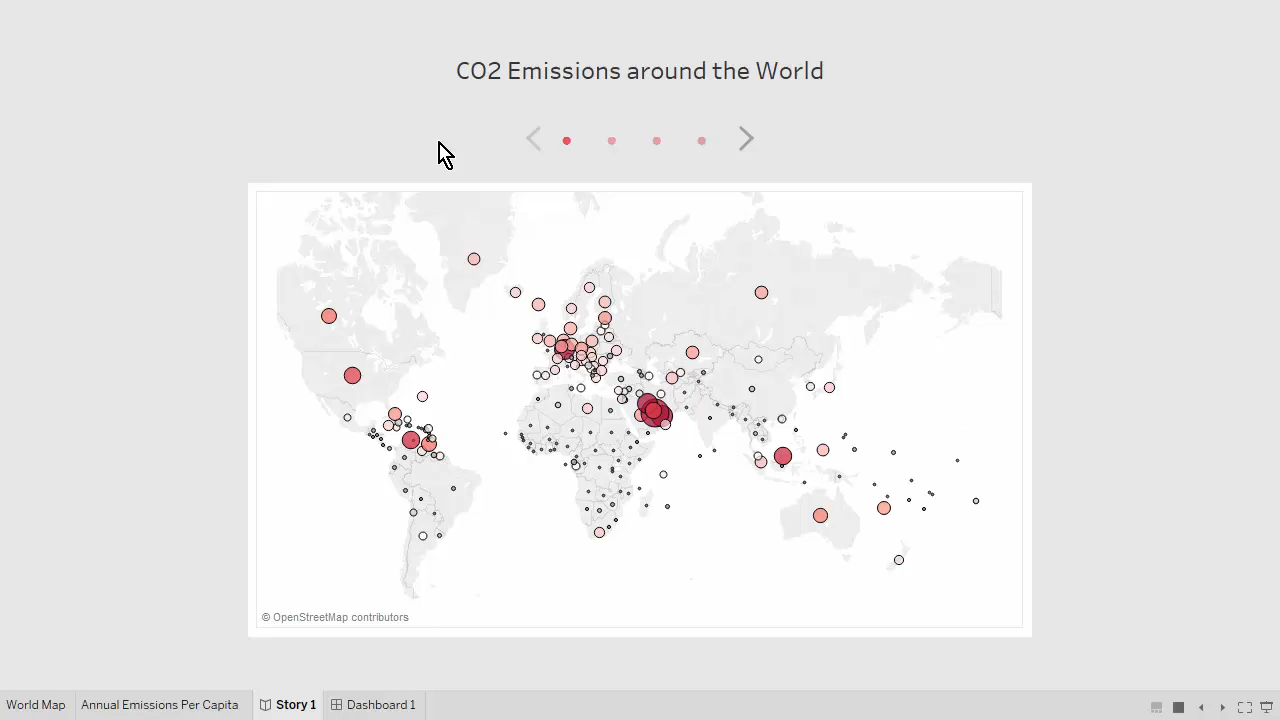 CO2 Emissions around the World
© OpenStreetMap contributors
World Map
Annual Emissions Per Capita
Story 1
Dashboard 1